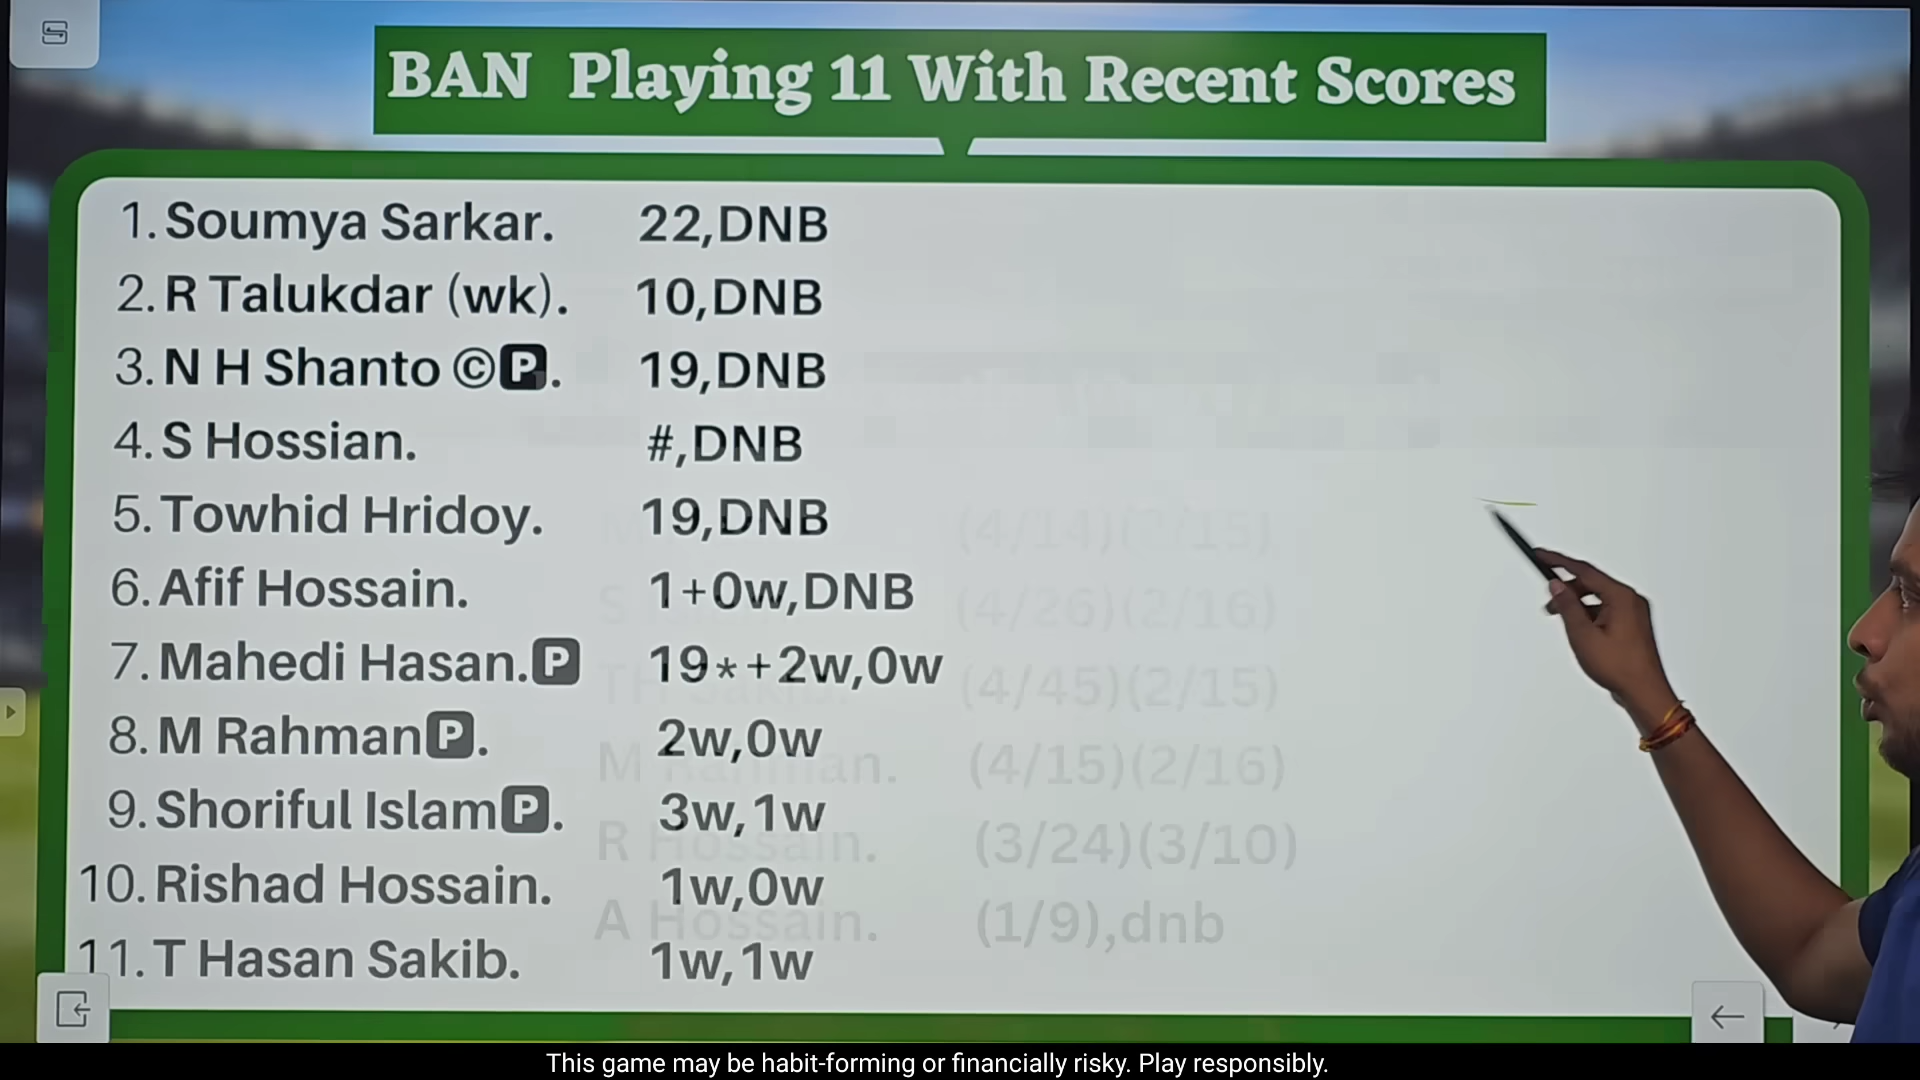 BAN Playing 11 With Recent Scores
1. Soumya Sarkar. 22,DNB
2. R Talukdar (wk). 10,DNB
3. N H Shanto ©🅿. 19,DNB
4. S Hossian. #,DNB
5. Towhid Hridoy. 19,DNB
(4/14)(2/15)
6. Afif Hossain. 1+0w,DNB
(4/26)(2/16)
7. Mahedi Hasan.🅿 19*+2w,0w
TH Sakib. (4/45)(2/15)
8. M Rahman🅿. 2w,0w
M Rahman. (4/15)(2/16)
9. Shoriful Islam🅿. 3w,1w
R Hossain. (3/24)(3/10)
10. Rishad Hossain. 1w,0w
A Hossain. (1/9),dnb
11. T Hasan Sakib. 1w,1w
This game may be habit-forming or financially risky. Play responsibly.